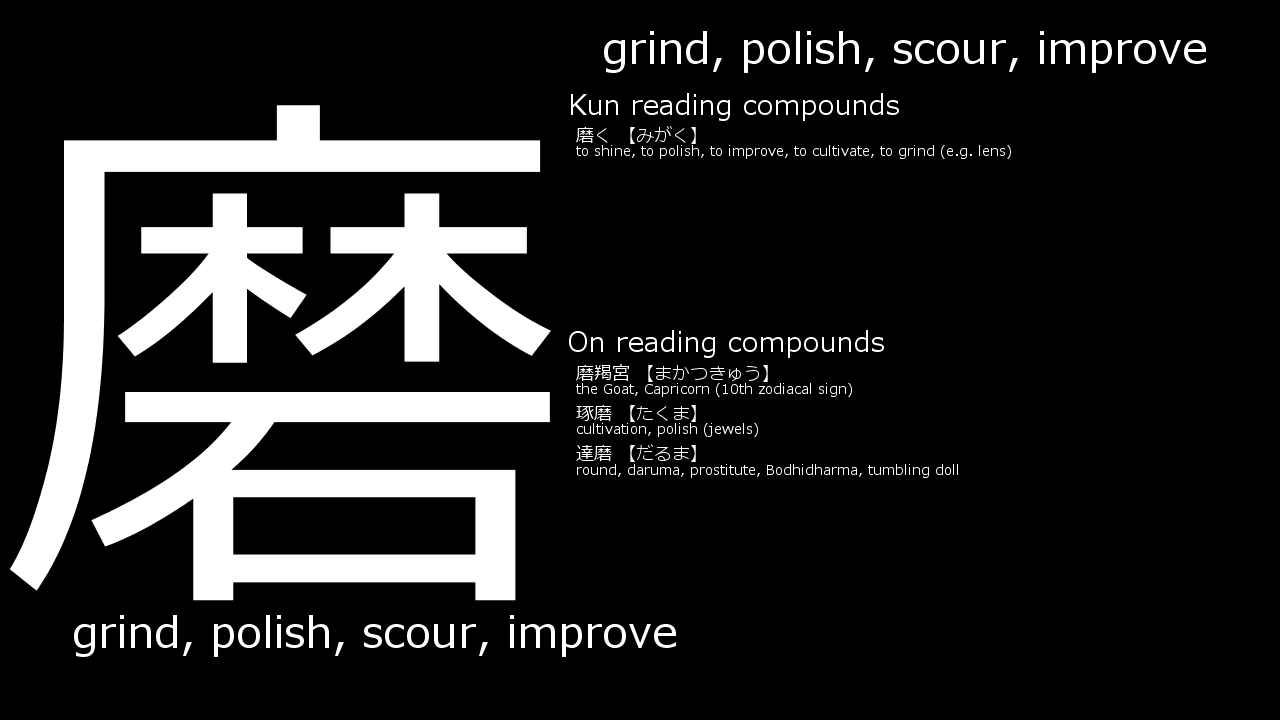 磨
grind, polish, scour, improve
grind, polish, scour, improve
Kun reading compounds
磨く 【みがく】
to shine, to polish, to improve, to cultivate, to grind (e.g. lens)
On reading compounds
磨羯宮 【まかつきゅう】
the Goat, Capricorn (10th zodiacal sign)
琢磨 【たくま】
cultivation, polish (jewels)
達磨 【だるま】
round, daruma, prostitute, Bodhidharma, tumbling doll